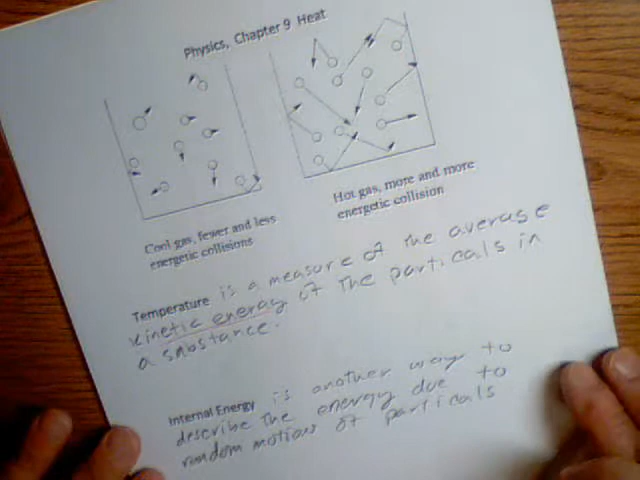 Physics, Chapter 9 Heat
Cool gas, fewer and less
energetic collisions
Hot gas, more and more
energetic collision
Temperature is a measure of the average
kinetic energy of the particals in
a substance.
Internal Energy is another way to
describe the energy due to
random motion of particals